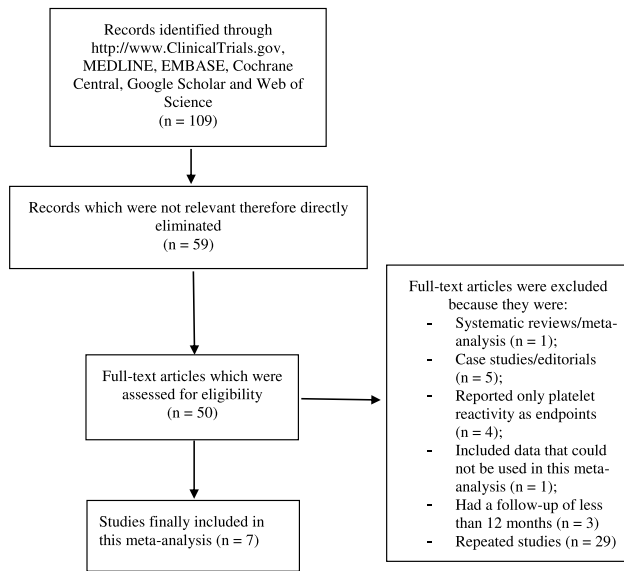 Records identified through
http://www.ClinicalTrials.gov,
MEDLINE, EMBASE, Cochrane
Central, Google Scholar and Web of
Science
(n = 109)
Records which were not relevant therefore directly
eliminated
(n = 59)
Full-text articles which were
assessed for eligibility
(n = 50)
Full-text articles were excluded
because they were:
- Systematic reviews/meta-
analysis (n = 1);
- Case studies/editorials
(n = 5);
- Reported only platelet
reactivity as endpoints
(n = 4);
- Included data that could
not be used in this meta-
analysis (n = 1);
- Had a follow-up of less
than 12 months (n = 3)
- Repeated studies (n = 29)
Studies finally included in
this meta-analysis (n = 7)